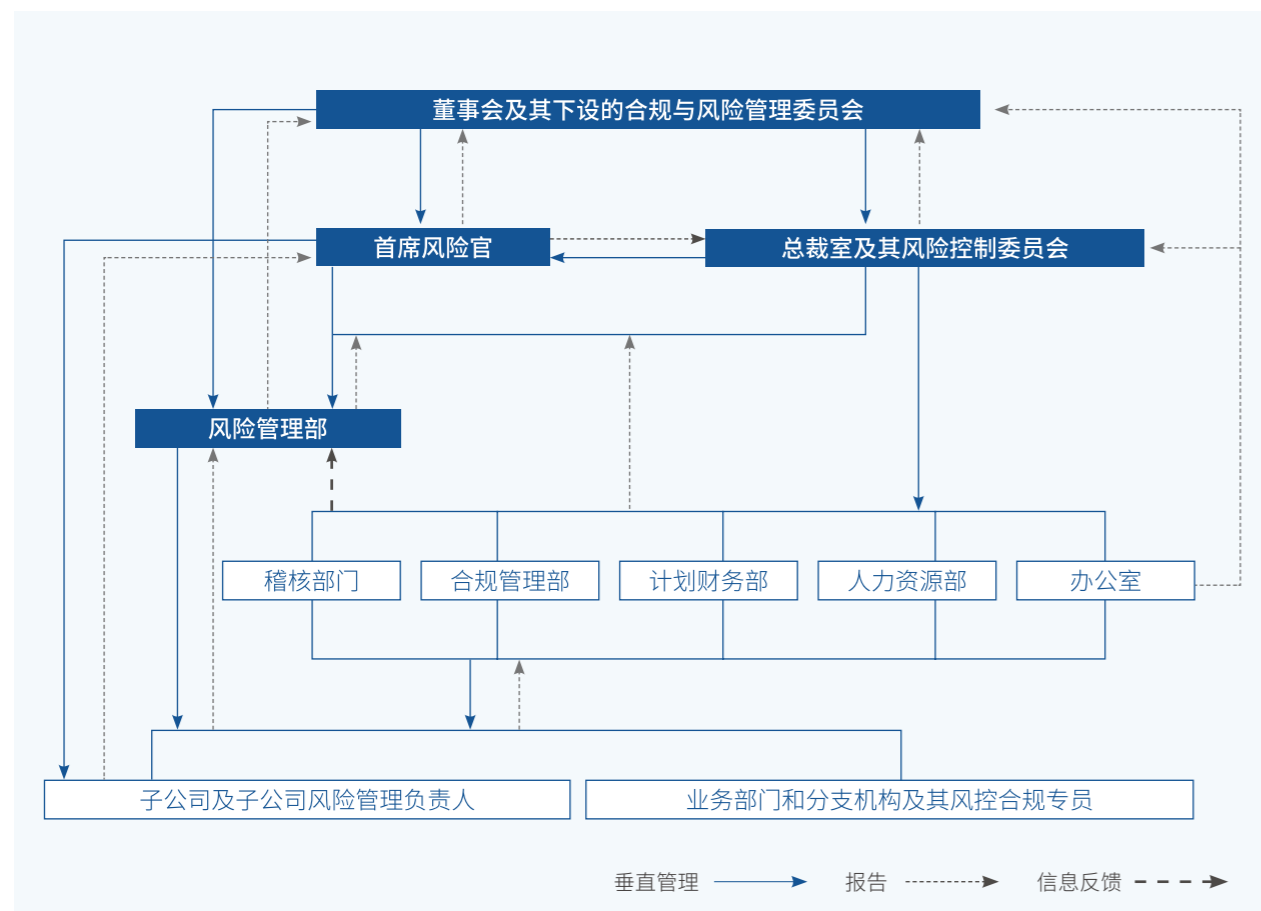 董事会及其下设的合规与风险管理委员会
首席风险官
总裁室及其风险控制委员会
风险管理部
稽核部门
合规管理部
计划财务部
人力资源部
办公室
子公司及子公司风险管理负责人
业务部门和分支机构及其风控合规专员
垂直管理
报告
信息反馈